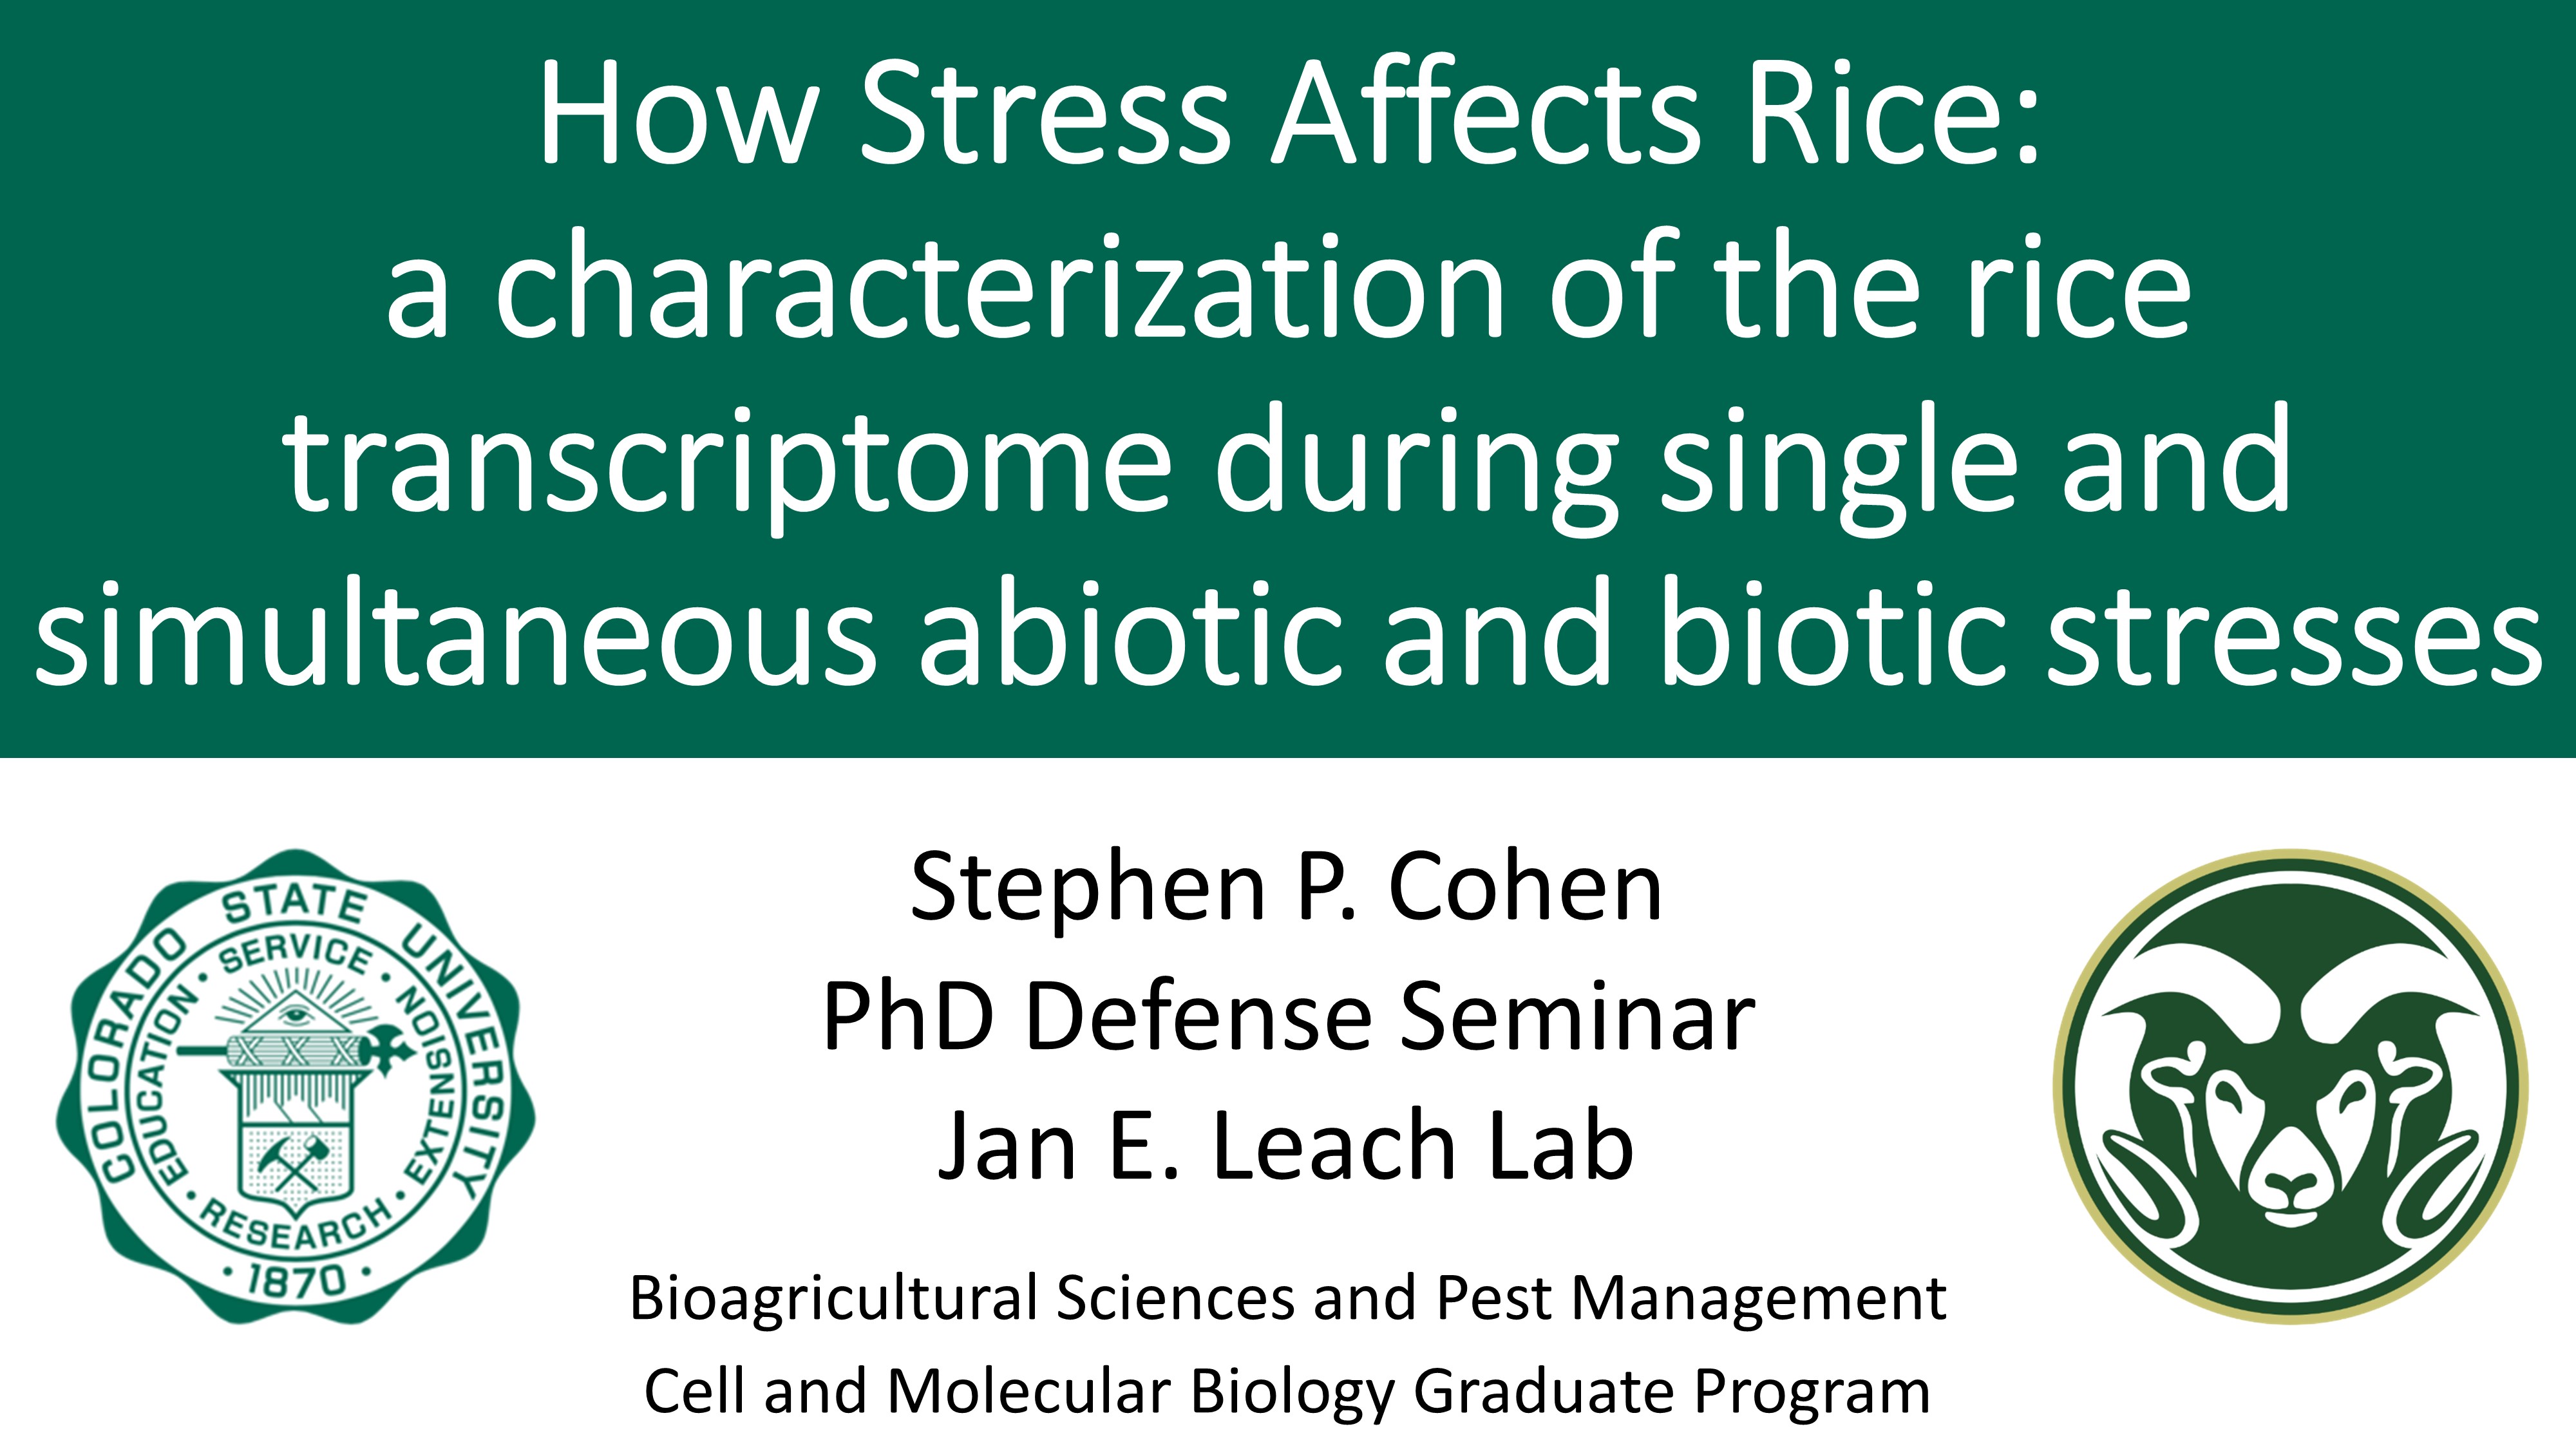 How Stress Affects Rice:
a characterization of the rice
transcriptome during single and
simultaneous abiotic and biotic stresses
Stephen P. Cohen
PhD Defense Seminar
Jan E. Leach Lab
Bioagricultural Sciences and Pest Management
Cell and Molecular Biology Graduate Program
COLORADO STATE UNIVERSITY
EDUCATION • SERVICE • EXTENSION
• RESEARCH •
• 1870 •